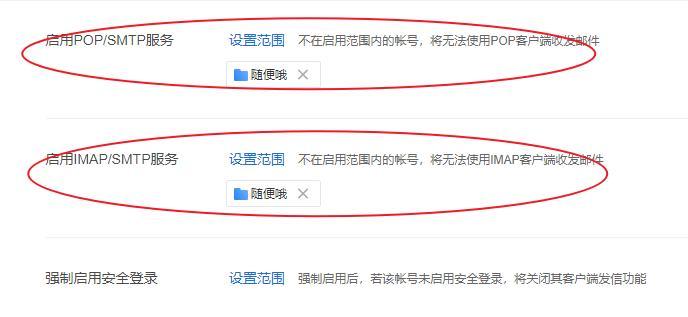 启用POP/SMTP服务 设置范围 不在启用范围内的帐号，将无法使用POP客户端收发邮件
随便哦
启用IMAP/SMTP服务 设置范围 不在启用范围内的帐号，将无法使用IMAP客户端收发邮件
随便哦
强制启用安全登录 设置范围 强制启用后，若该帐号未启用安全登录，将关闭其客户端发信功能